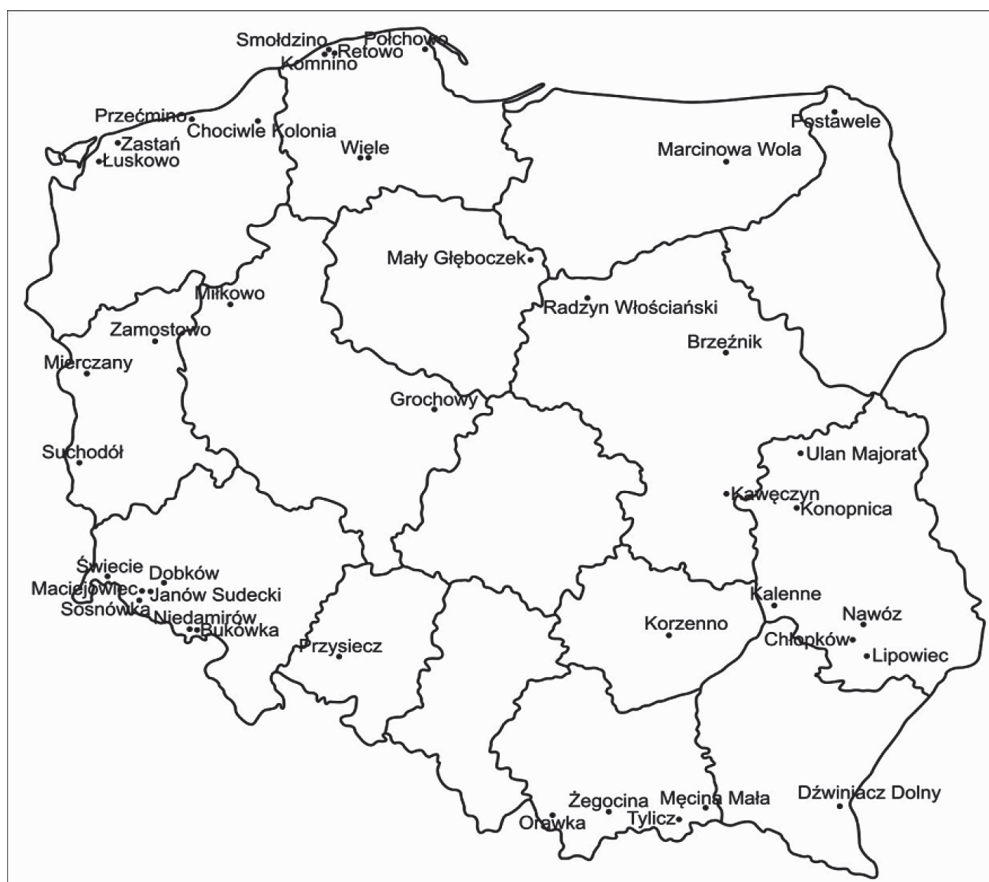 Smołdzino
Połchowo
Retowo
Komnino
Przećmino
Chociwle Kolonia
Postawele
Zastań
Wiele
Marcinowa Wola
Łuskowo
Mały Głęboczek
Miłkowo
Radzyn Włościański
Zamostowo
Brzeźnik
Mierczany
Grochowy
Suchodół
Ulan Majorat
Kawęczyn
Konopnica
Świecie
Dobków
Maciejowiec
Janów Sudecki
Kalenne
Sosnówka
Niedamirów
Nawóz
Bukówka
Korzenno
Chłopków
Przysiecz
Lipowiec
Dźwiniacz Dolny
Żegocina
Męcina Mała
Orawka
Tylicz